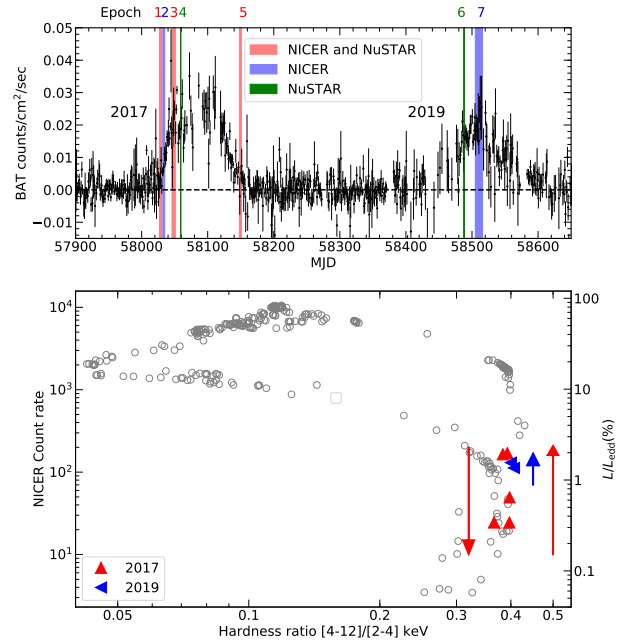 Epoch 1 2 3 4 5 6 7
BAT counts/cm²/sec
0.05
0.04
0.03
0.02
0.01
0.00
−0.01
NICER and NuSTAR
NICER
NuSTAR
2017
2019
57900 58000 58100 58200 58300 58400 58500 58600
MJD
NICER Count rate
10⁴
10³
10²
10¹
100
10
1
0.1
L/L_edd(%)
2017
2019
0.05 0.1 0.2 0.3 0.4 0.5
Hardness ratio [4-12]/[2-4] keV